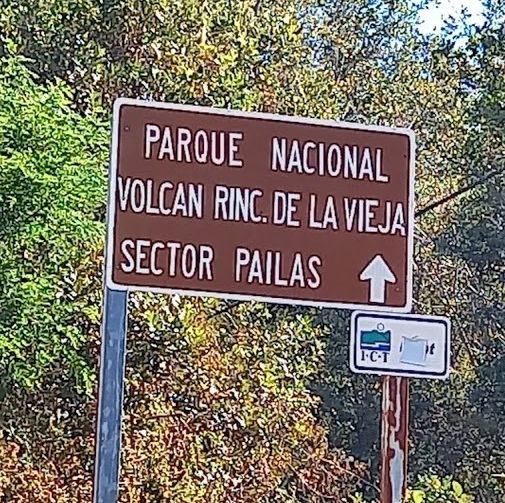 PARQUE NACIONAL
VOLCAN RINC. DE LA VIEJA
SECTOR PAILAS
I·C·T